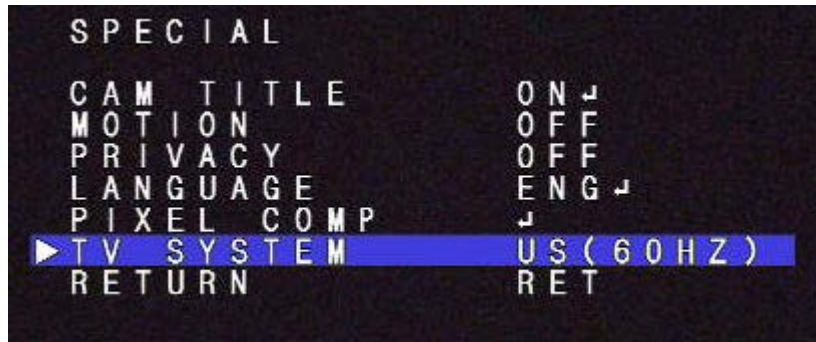 SPECIAL
CAM TITLE ON↲
MOTION OFF
PRIVACY OFF
LANGUAGE ENG↲
PIXEL COMP ↲
TV SYSTEM US(60HZ)
RETURN RET